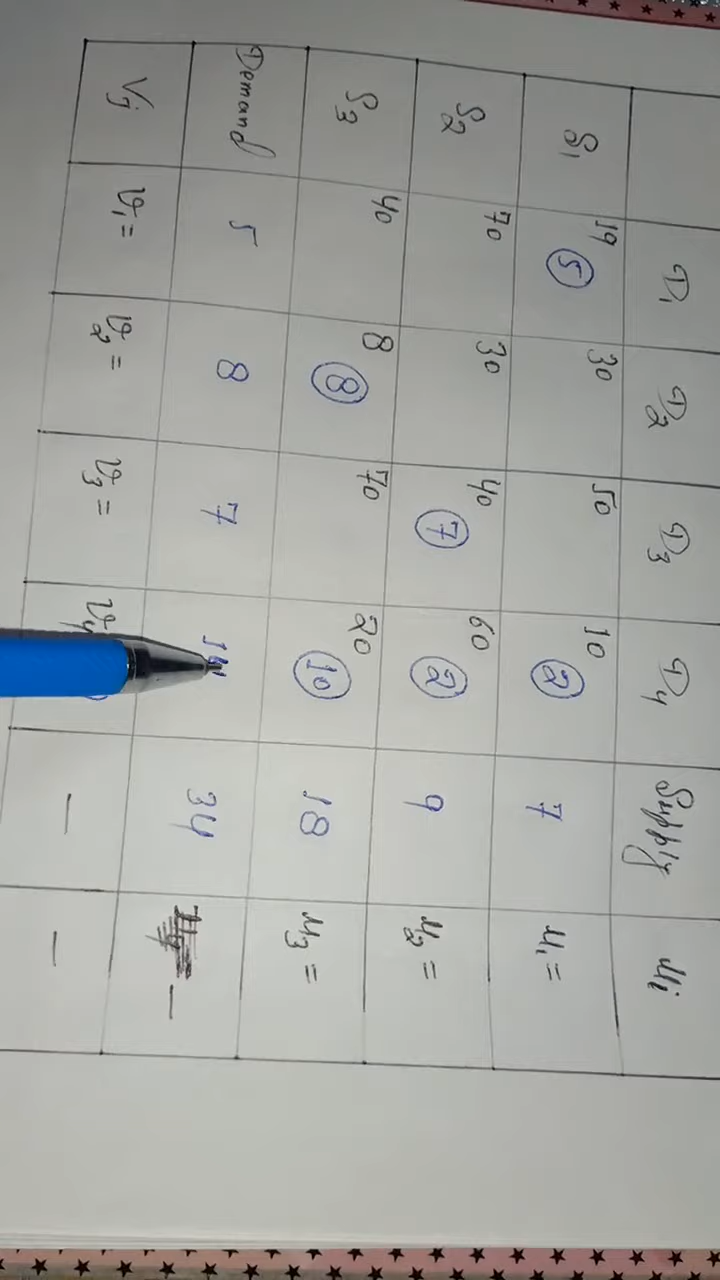 D1 D2 D3 D4 Supply ui
S1 19 5 30 50 10 2 7 u1 =
S2 70 30 40 7 60 2 9 u2 =
S3 40 8 8 70 20 10 18 u3 =
Demand 5 8 7 14 34 —
Vj v1 = v2 = v3 = v4 — —